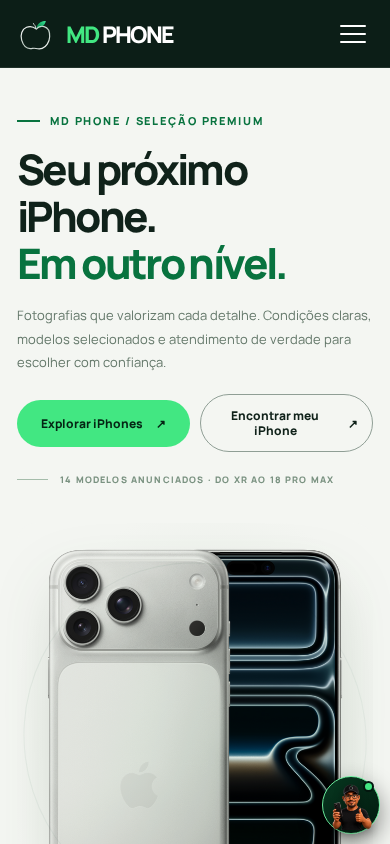 MD PHONE
MD PHONE / SELEÇÃO PREMIUM
Seu próximo
iPhone.
Em outro nível.
Fotografias que valorizam cada detalhe. Condições claras,
modelos selecionados e atendimento de verdade para
escolher com confiança.
Explorar iPhones ↗
Encontrar meu
iPhone ↗
14 MODELOS ANUNCIADOS · DO XR AO 18 PRO MAX